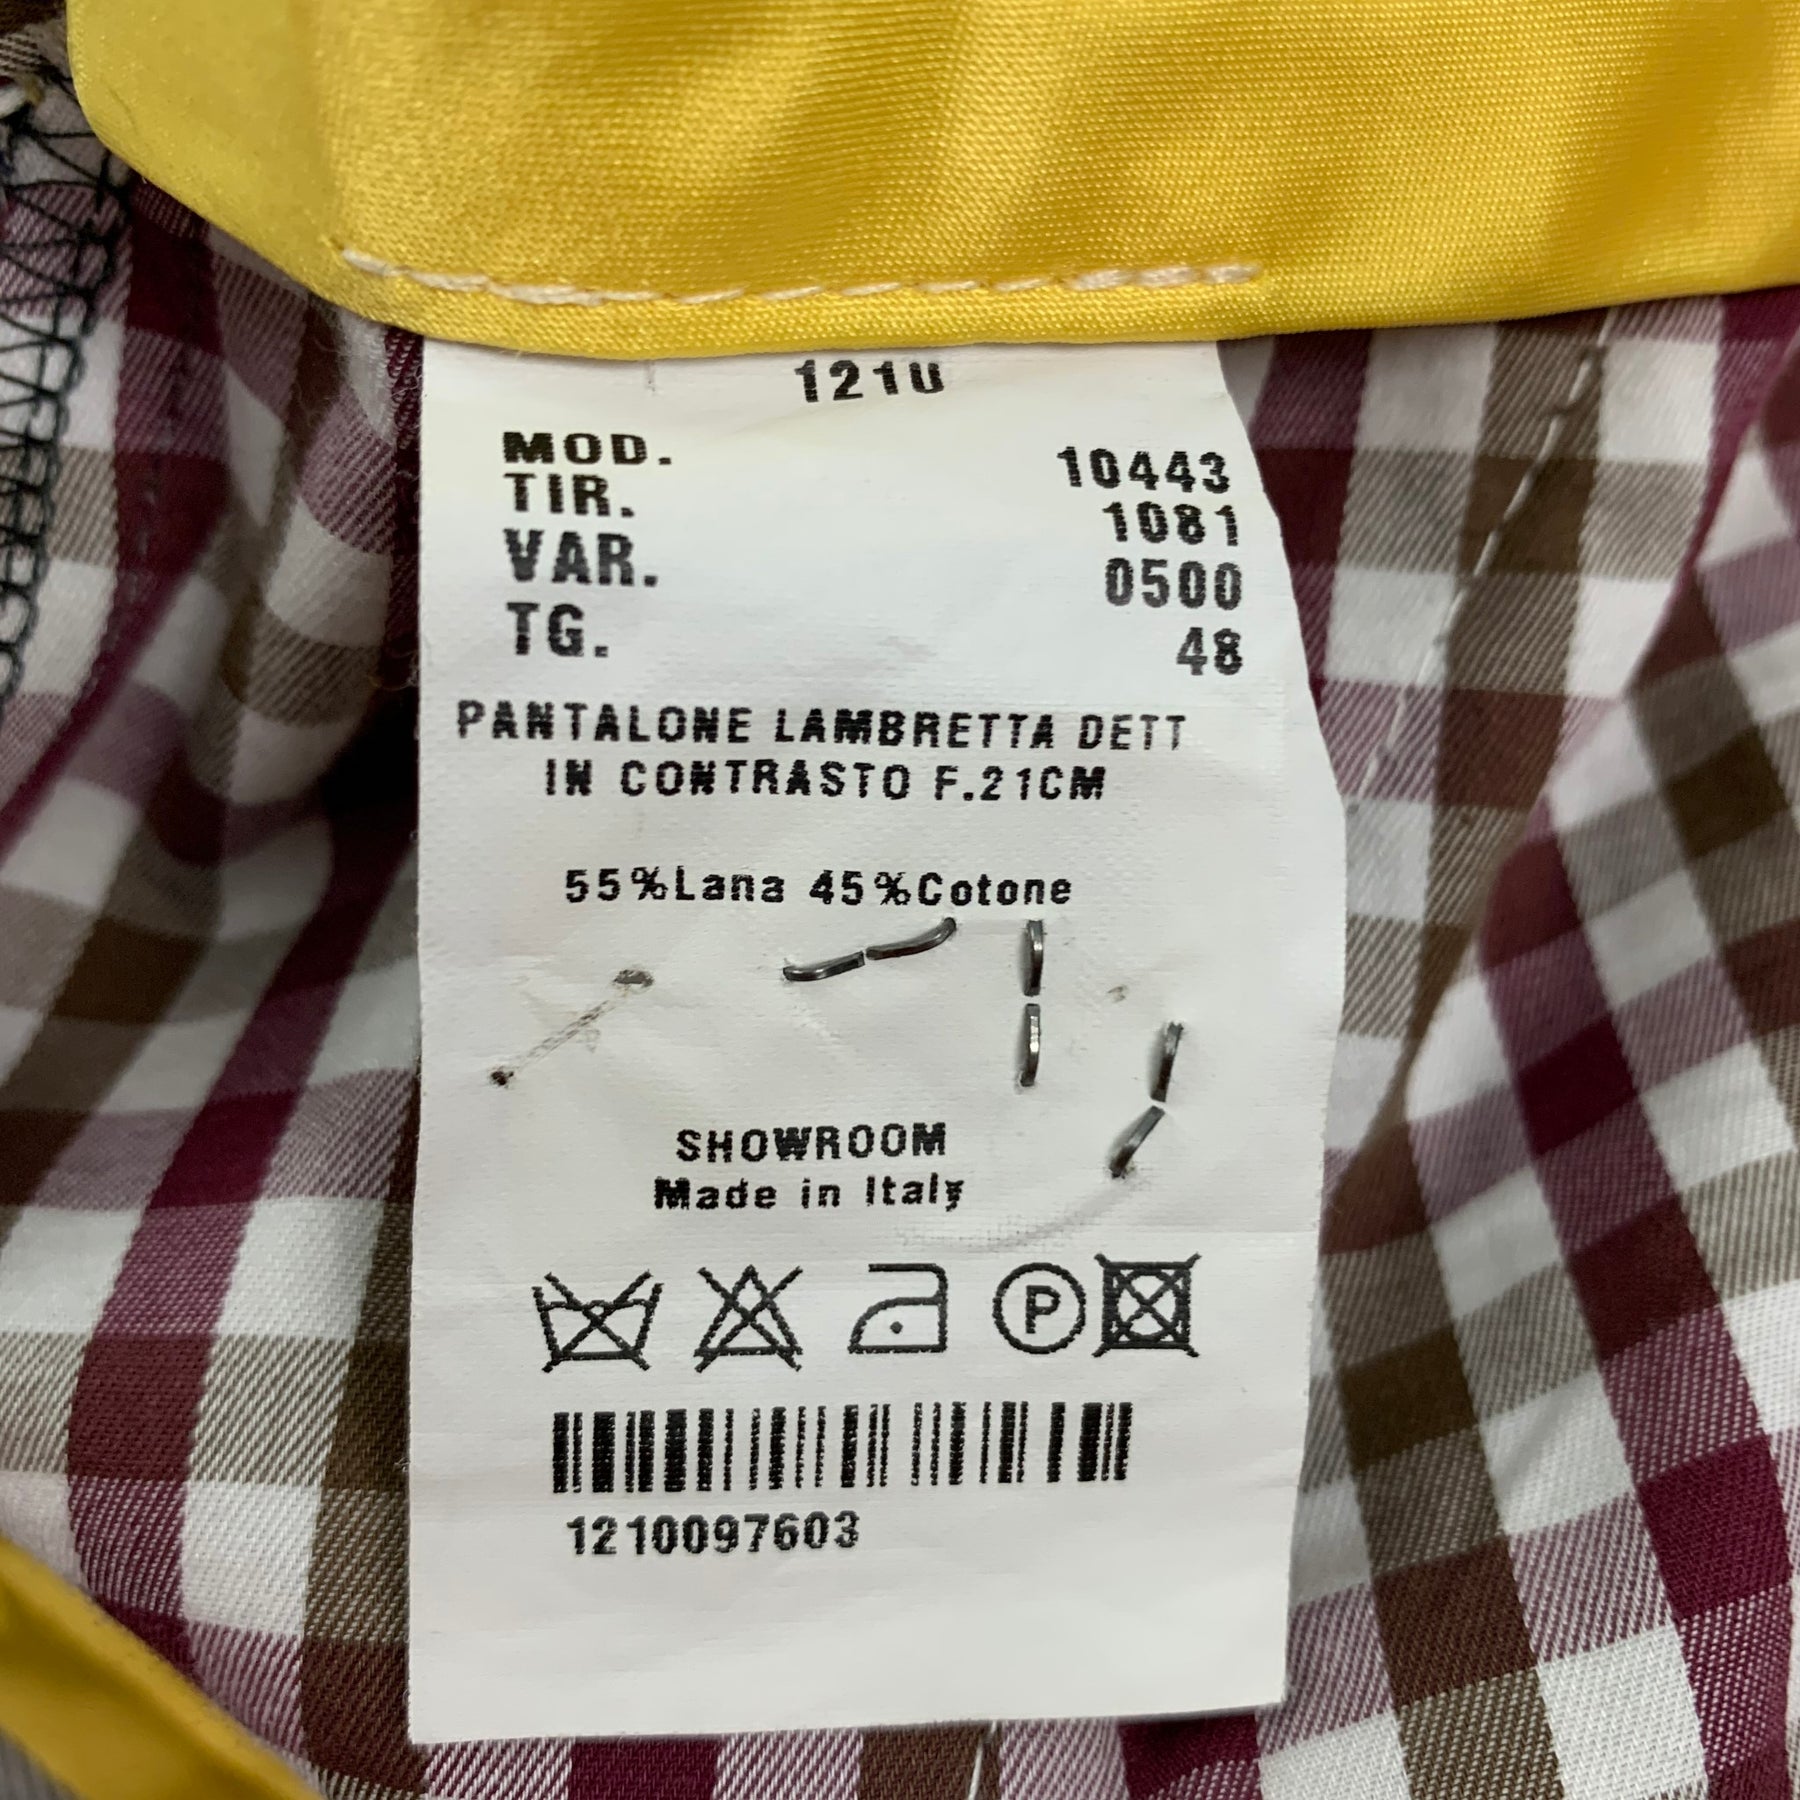 121U
MOD. 10443
TIR. 1081
VAR. 0500
TG. 48
PANTALONE LAMBRETTA DETT
IN CONTRASTO F.21CM
55%Lana 45%Cotone
SHOWROOM
Made in Italy
P
1210097603